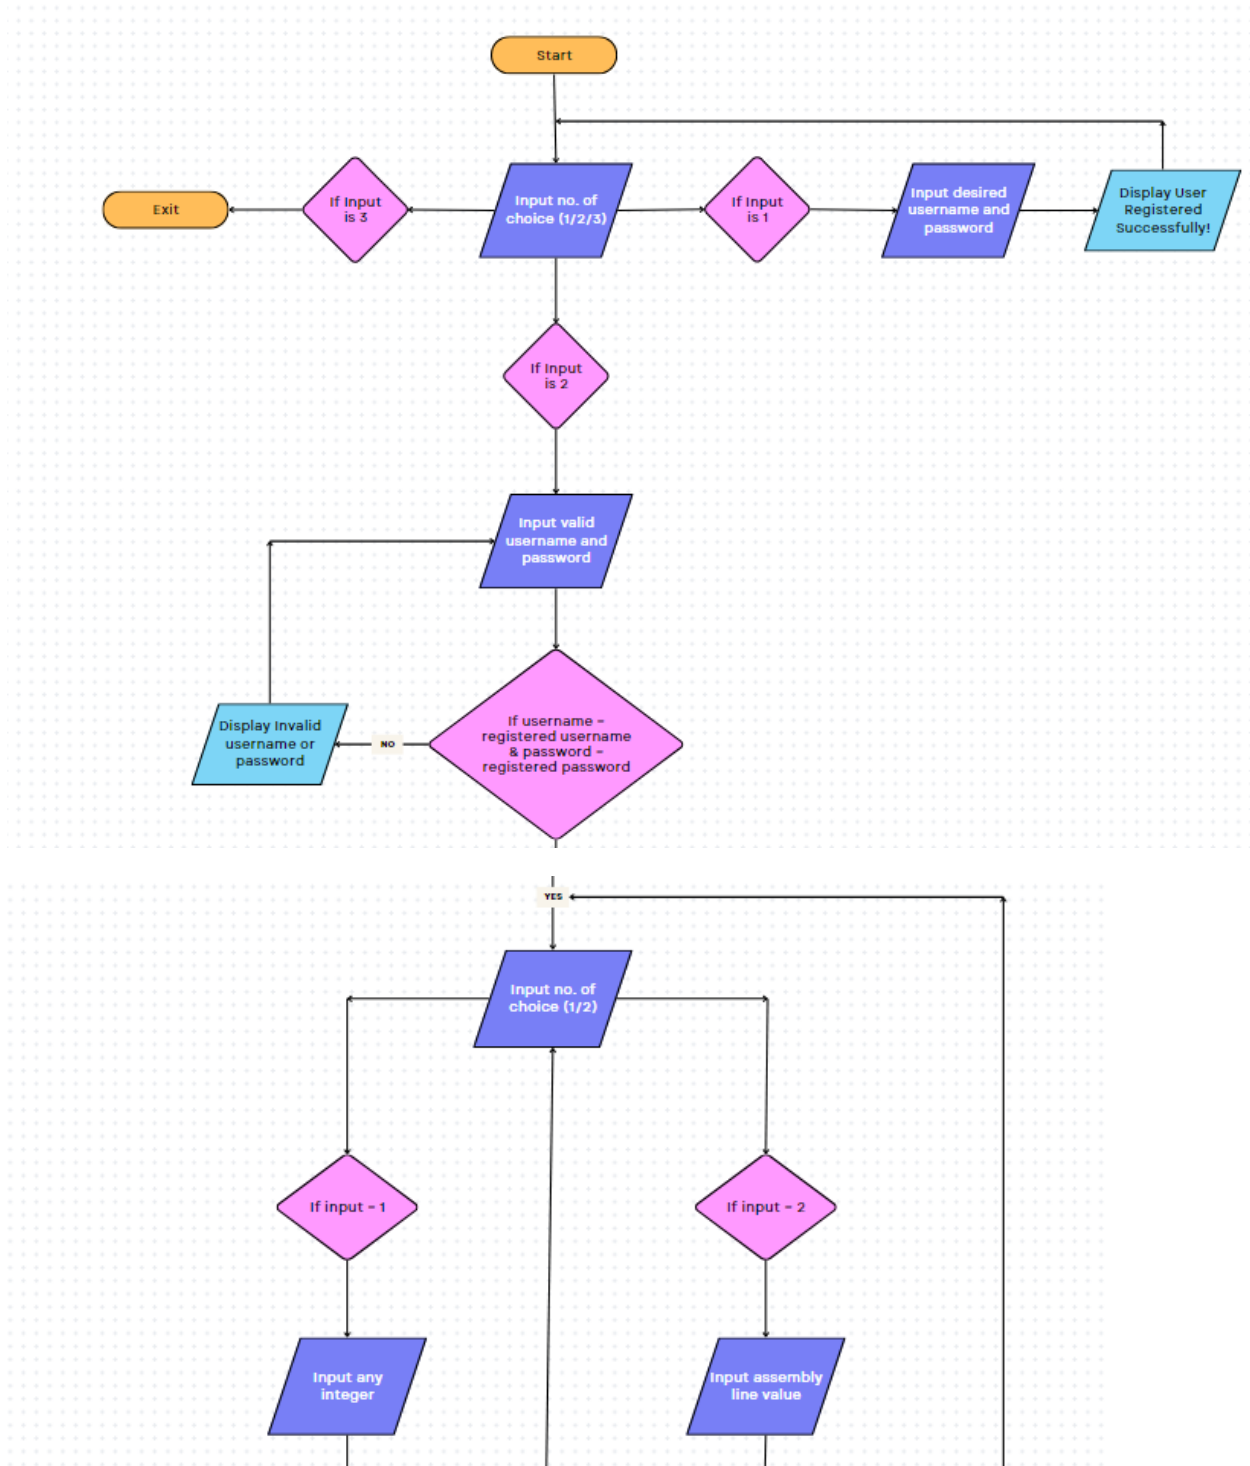 Start
Exit
If Input
is 3
Input no. of
choice (1/2/3)
If Input
is 1
Input desired
username and
password
Display User
Registered
Successfully!
If Input
is 2
Input valid
username and
password
Display Invalid
username or
password
NO
If username =
registered username
& password =
registered password
YES
Input no. of
choice (1/2)
If input = 1
If input = 2
Input any
integer
Input assembly
line value